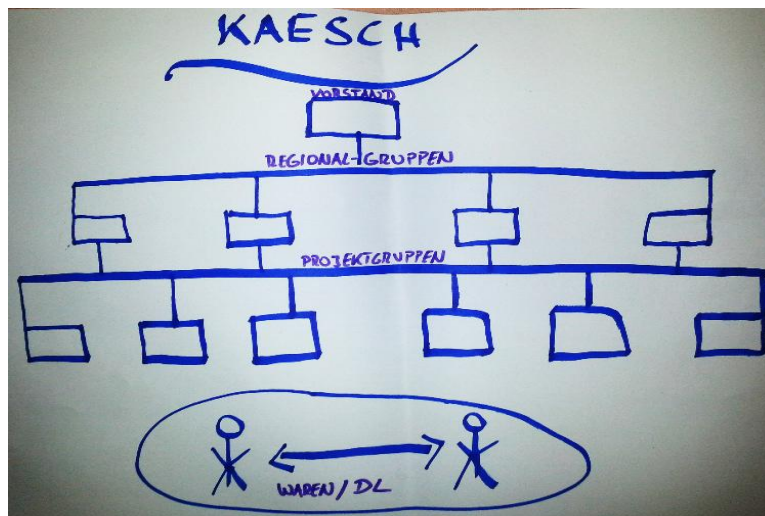 KAESCH
VORSTAND
REGIONAL-GRUPPEN
PROJEKTGRUPPEN
WAREN/DL